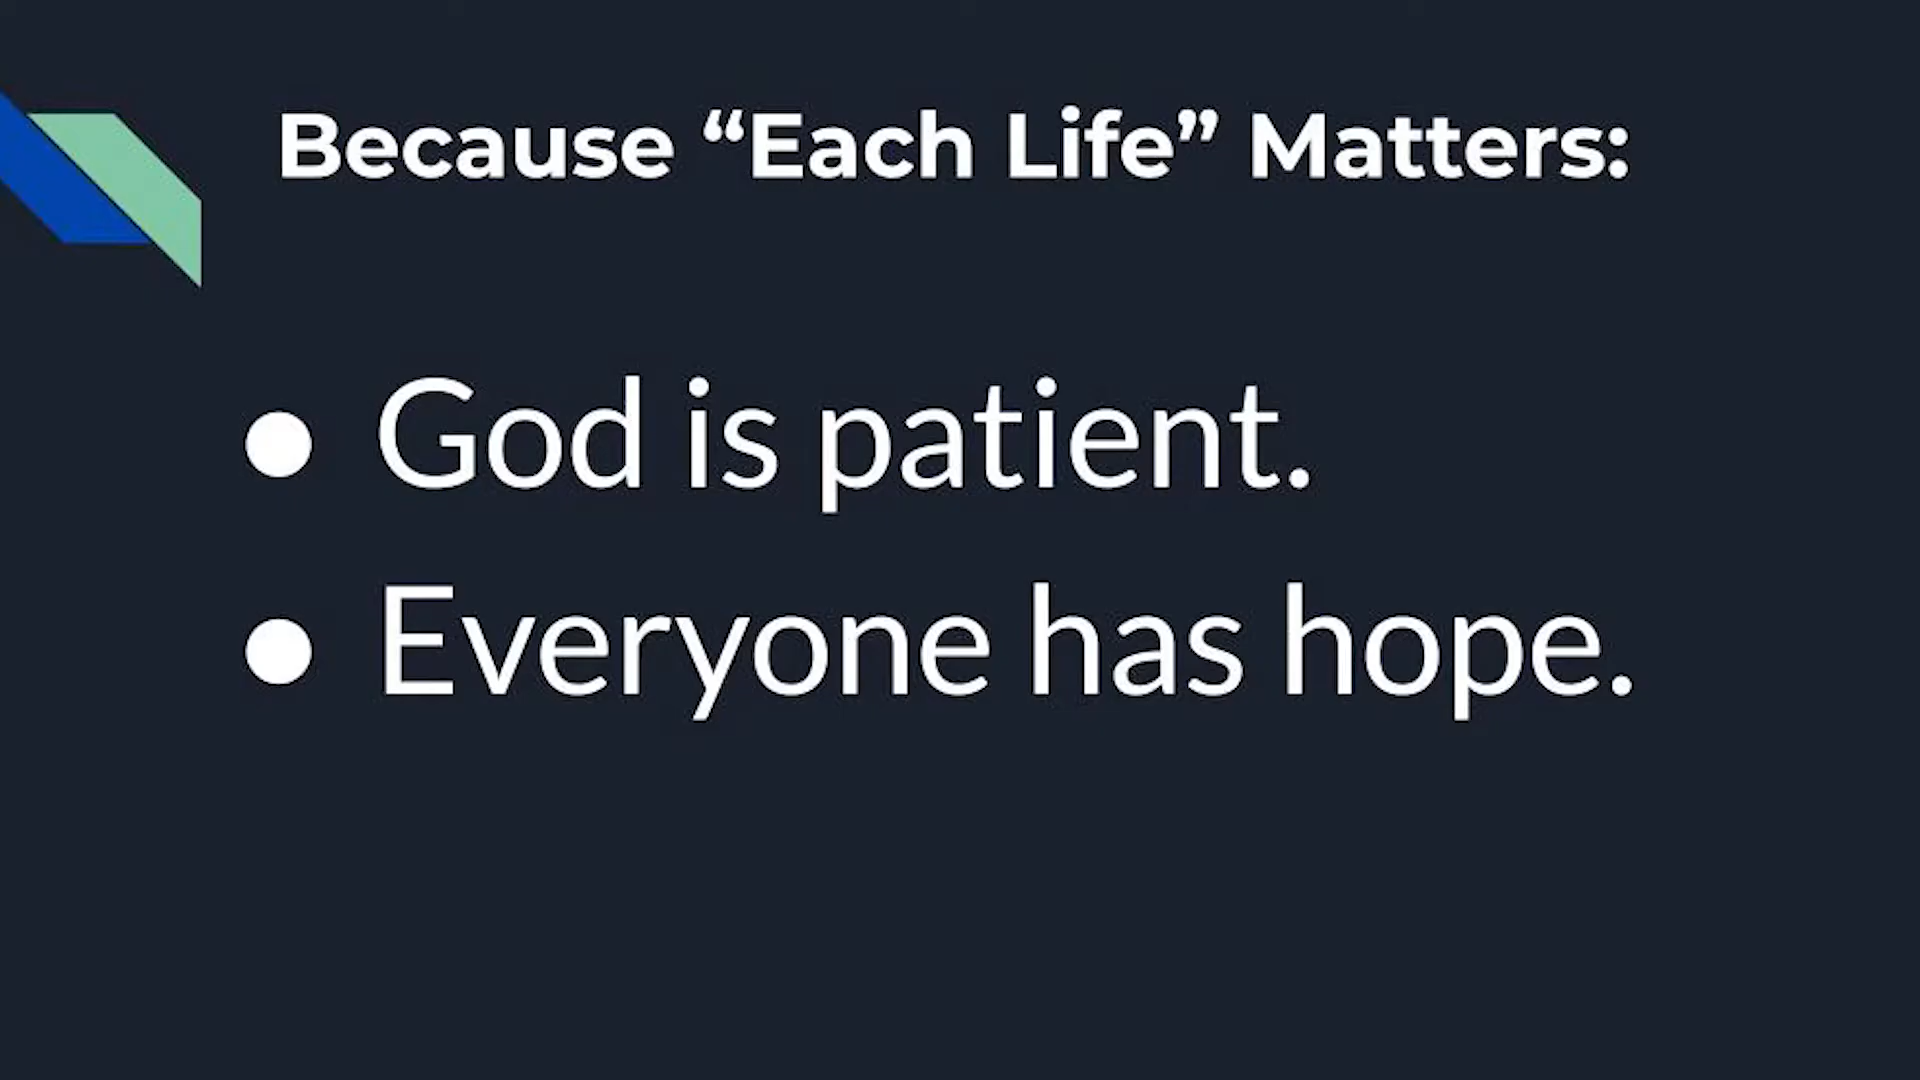 Because “Each Life” Matters:
● God is patient.
● Everyone has hope.